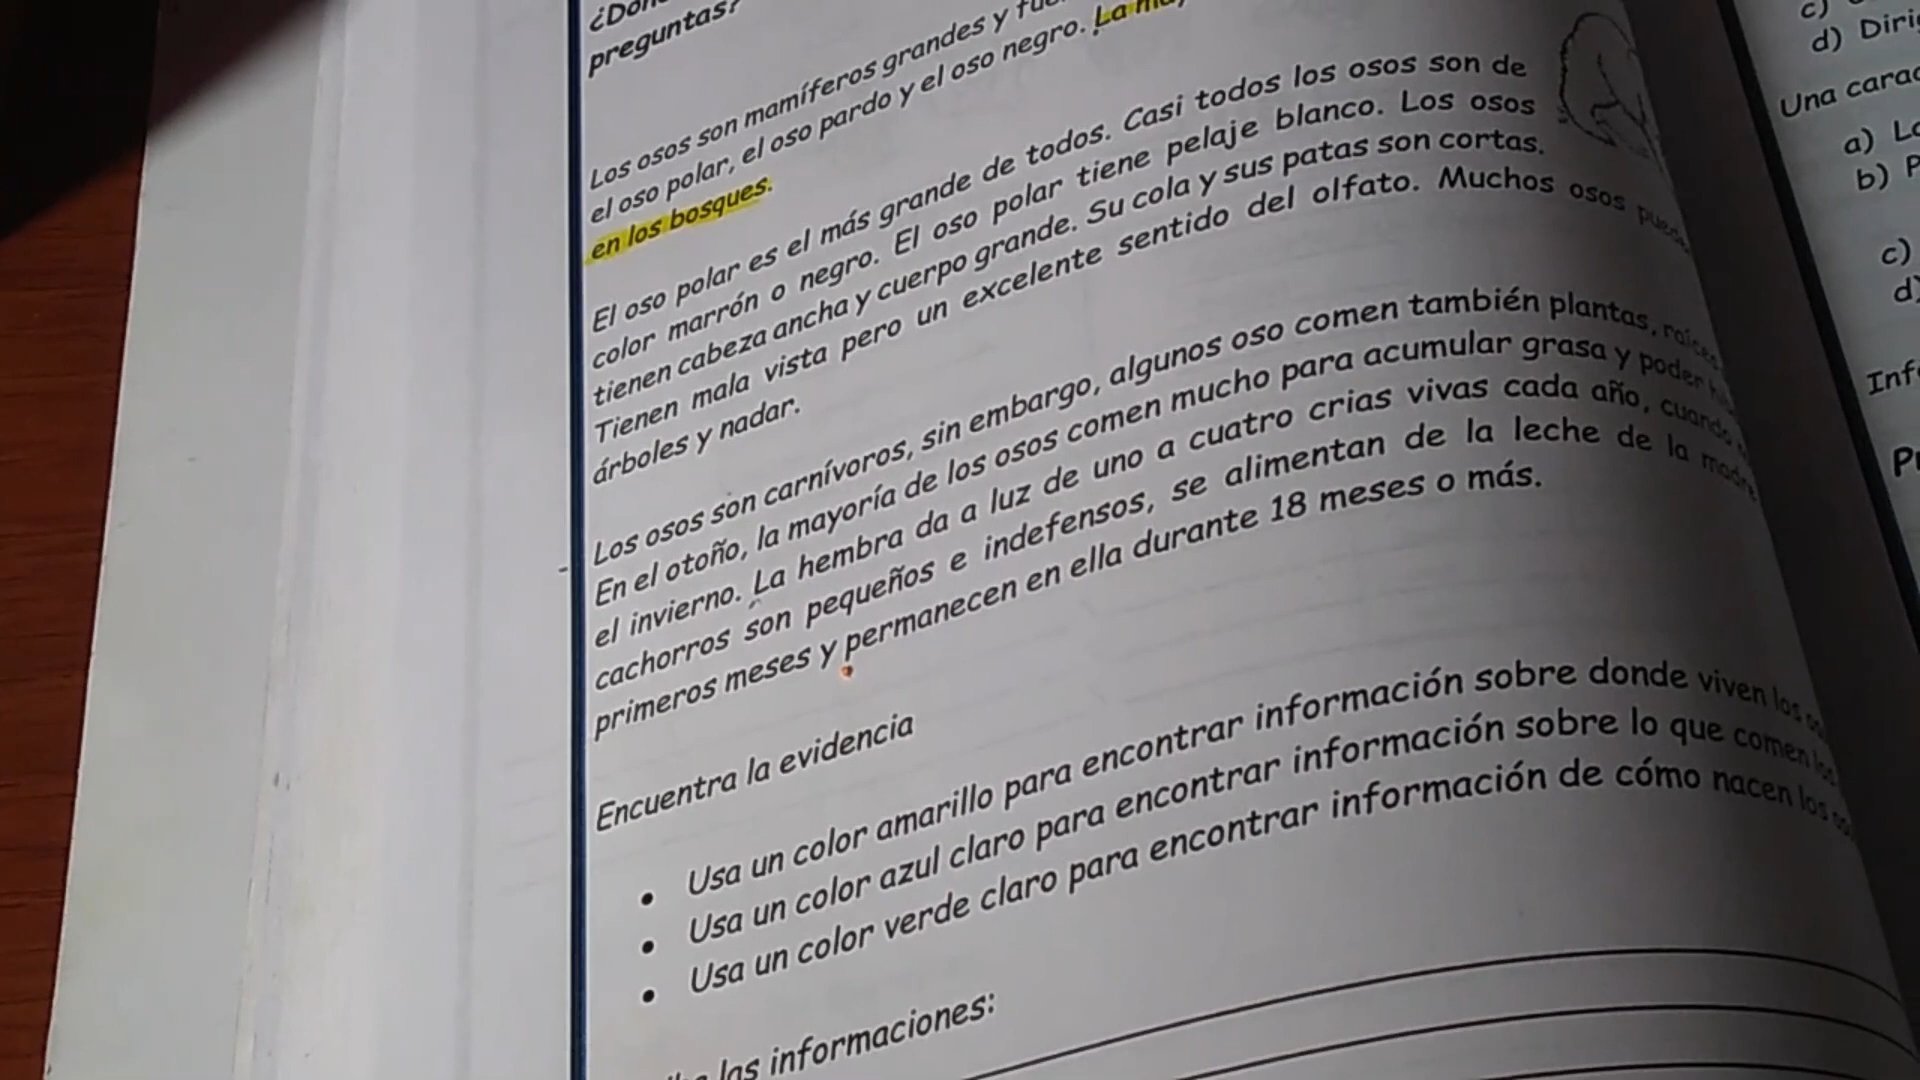 preguntas?
Los osos son mamíferos grandes y
el oso polar, el oso pardo y el oso negro. La
en los bosques.
El oso polar es el más grande de todos. Casi todos los osos son de
color marrón o negro. El oso polar tiene pelaje blanco. Los osos
tienen cabeza ancha y cuerpo grande. Su cola y sus patas son cortas.
Tienen mala vista pero un excelente sentido del olfato. Muchos osos
árboles y nadar.
Los osos son carnívoros, sin embargo, algunos oso comen también plantas,
En el otoño, la mayoría de los osos comen mucho para acumular grasa y poder
el invierno. La hembra da a luz de uno a cuatro crias vivas cada año, cuando
cachorros son pequeños e indefensos, se alimentan de la leche de la madre
primeros meses y permanecen en ella durante 18 meses o más.
Encuentra la evidencia
• Usa un color amarillo para encontrar información sobre donde viven los
• Usa un color azul claro para encontrar información sobre lo que comen los
• Usa un color verde claro para encontrar información de cómo nacen los
las informaciones:
c)
d)
Una
a)
b)
c)
d)